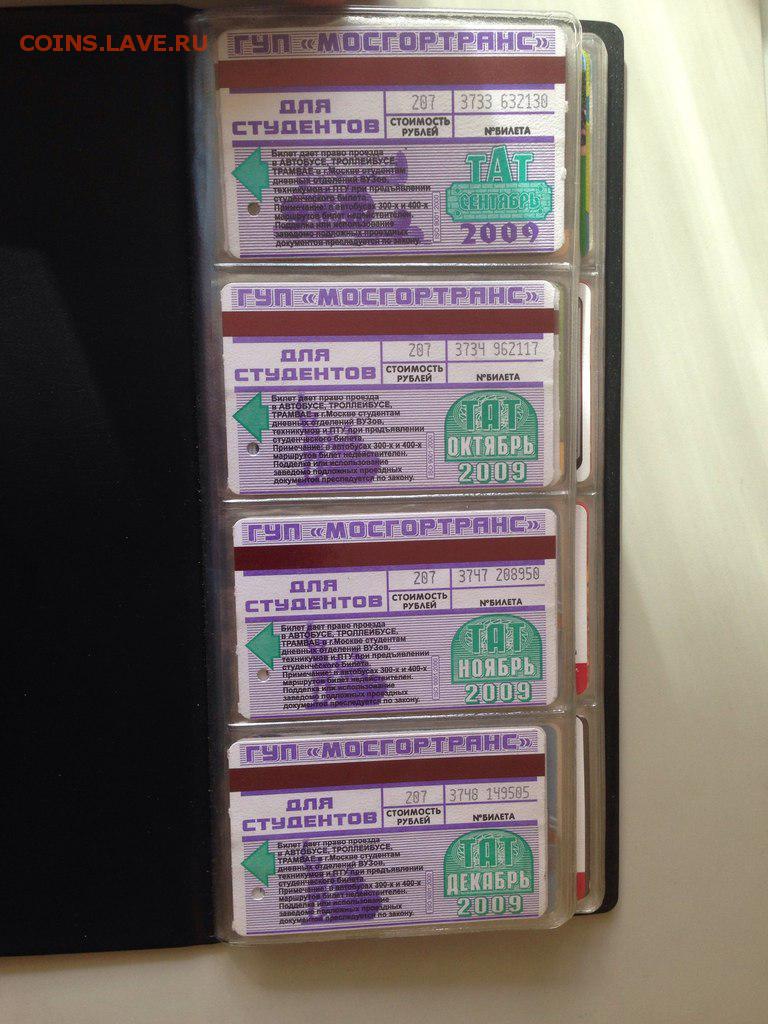 COINS.LAVE.RU
ГУП «МОСГОРТРАНС»
ДЛЯ СТУДЕНТОВ
207
3733 632130
СТОИМОСТЬ РУБЛЕЙ
№БИЛЕТА
Билет дает право проезда
в АВТОБУСЕ, ТРОЛЛЕЙБУСЕ,
ТРАМВАЕ в г.Москве студентам
дневных отделений ВУЗов,
техникумов и ПТУ при предъявлении
студенческого билета.
Примечание: в автобусах 300-х и 400-х
маршрутов билет недействителен.
Подделка или использование
заведомо подложных проездных
документов преследуется по закону.
ТАТ
СЕНТЯБРЬ
2009
ГУП «МОСГОРТРАНС»
ДЛЯ СТУДЕНТОВ
207
3734 962117
СТОИМОСТЬ РУБЛЕЙ
№БИЛЕТА
Билет дает право проезда
в АВТОБУСЕ, ТРОЛЛЕЙБУСЕ,
ТРАМВАЕ в г.Москве студентам
дневных отделений ВУЗов,
техникумов и ПТУ при предъявлении
студенческого билета.
Примечание: в автобусах 300-х и 400-х
маршрутов билет недействителен.
Подделка или использование
заведомо подложных проездных
документов преследуется по закону.
ТАТ
ОКТЯБРЬ
2009
ГУП «МОСГОРТРАНС»
ДЛЯ СТУДЕНТОВ
207
3747 208950
СТОИМОСТЬ РУБЛЕЙ
№БИЛЕТА
Билет дает право проезда
в АВТОБУСЕ, ТРОЛЛЕЙБУСЕ,
ТРАМВАЕ в г.Москве студентам
дневных отделений ВУЗов,
техникумов и ПТУ при предъявлении
студенческого билета.
Примечание: в автобусах 300-х и 400-х
маршрутов билет недействителен.
Подделка или использование
заведомо подложных проездных
документов преследуется по закону.
ТАТ
НОЯБРЬ
2009
ГУП «МОСГОРТРАНС»
ДЛЯ СТУДЕНТОВ
207
3748 149505
СТОИМОСТЬ РУБЛЕЙ
№БИЛЕТА
Билет дает право проезда
в АВТОБУСЕ, ТРОЛЛЕЙБУСЕ,
ТРАМВАЕ в г.Москве студентам
дневных отделений ВУЗов,
техникумов и ПТУ при предъявлении
студенческого билета.
Примечание: в автобусах 300-х и 400-х
маршрутов билет недействителен.
Подделка или использование
заведомо подложных проездных
документов преследуется по закону.
ТАТ
ДЕКАБРЬ
2009